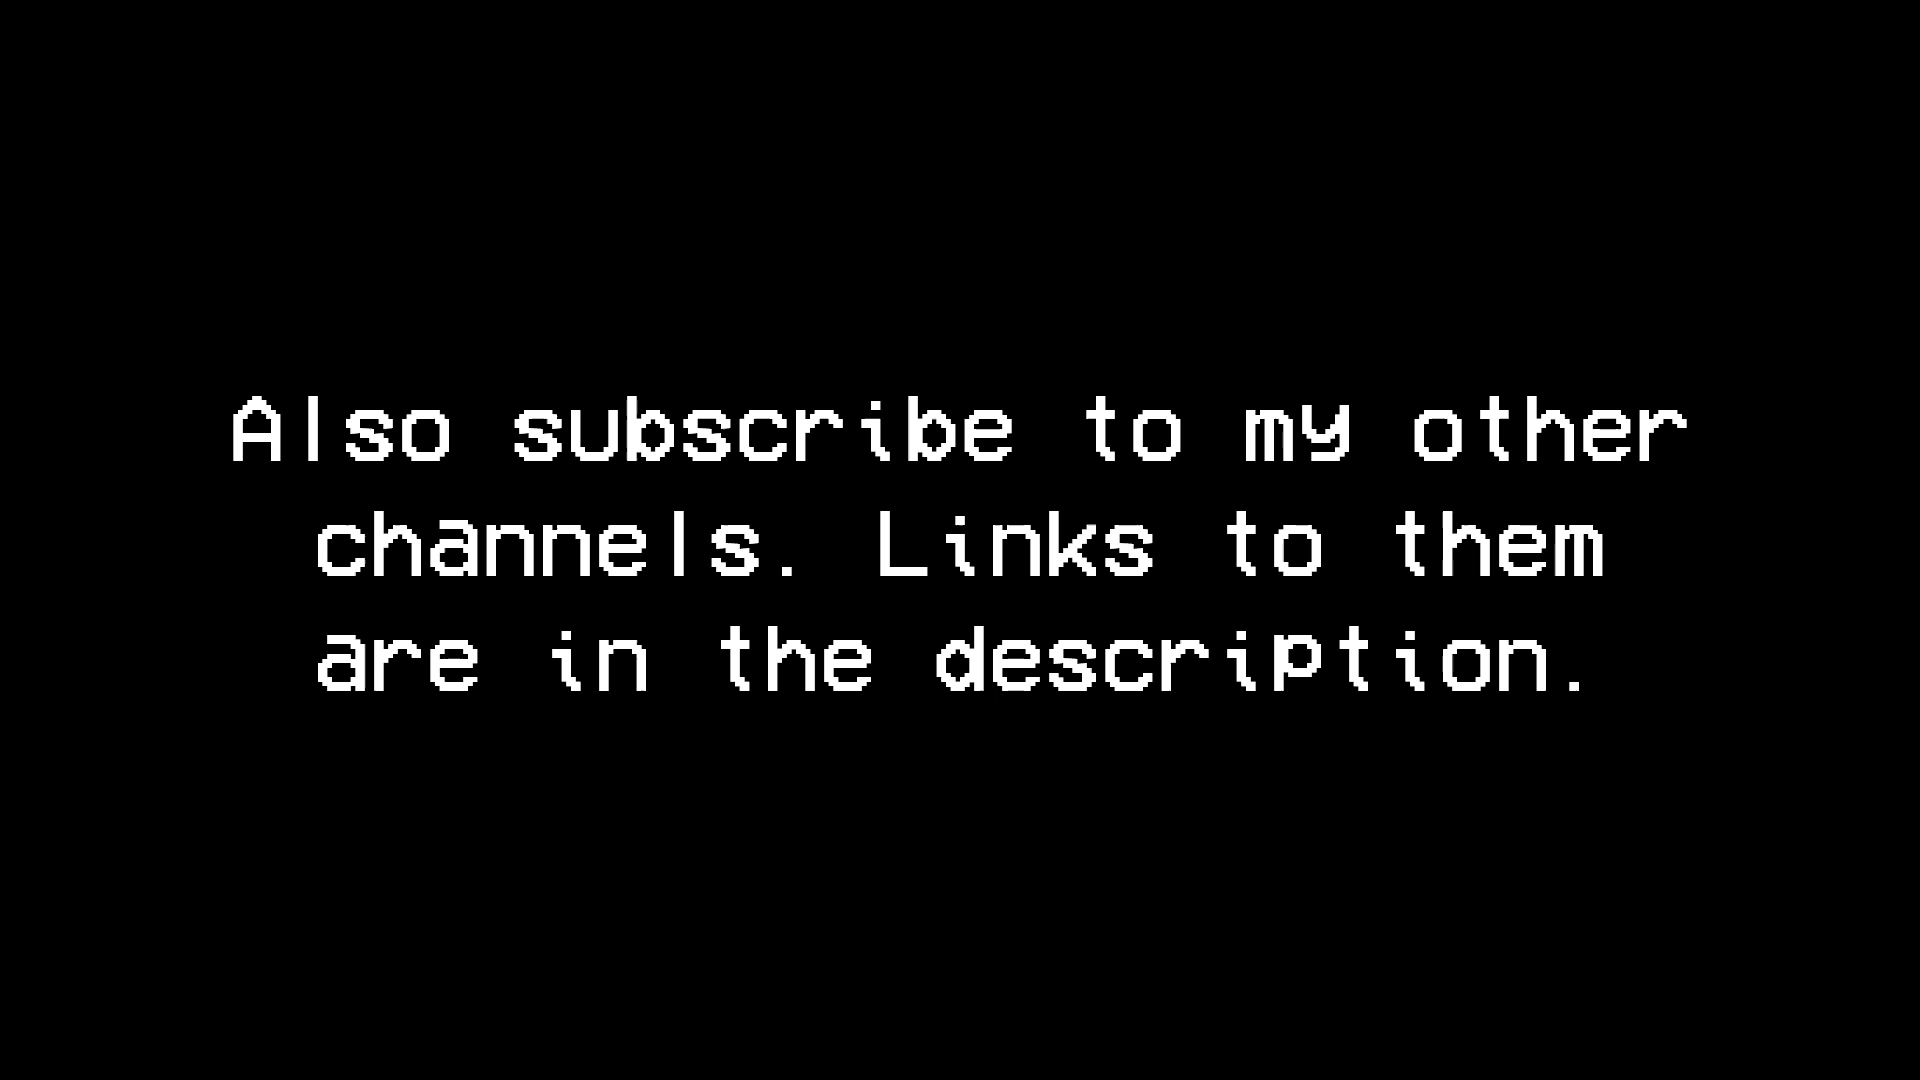 Also subscribe to my other
channels. Links to them
are in the description.